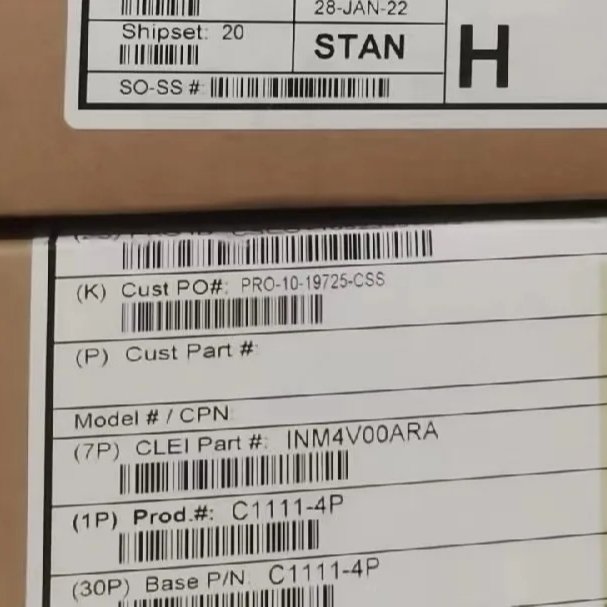 28-JAN-22
Shipset: 20
STAN
H
SO-SS #:
(K) Cust PO#: PRO-10-19725-CSS
(P) Cust Part #:
Model # / CPN:
(7P) CLEI Part #: INM4V00ARA
(1P) Prod.#: C1111-4P
(30P) Base P/N: C1111-4P